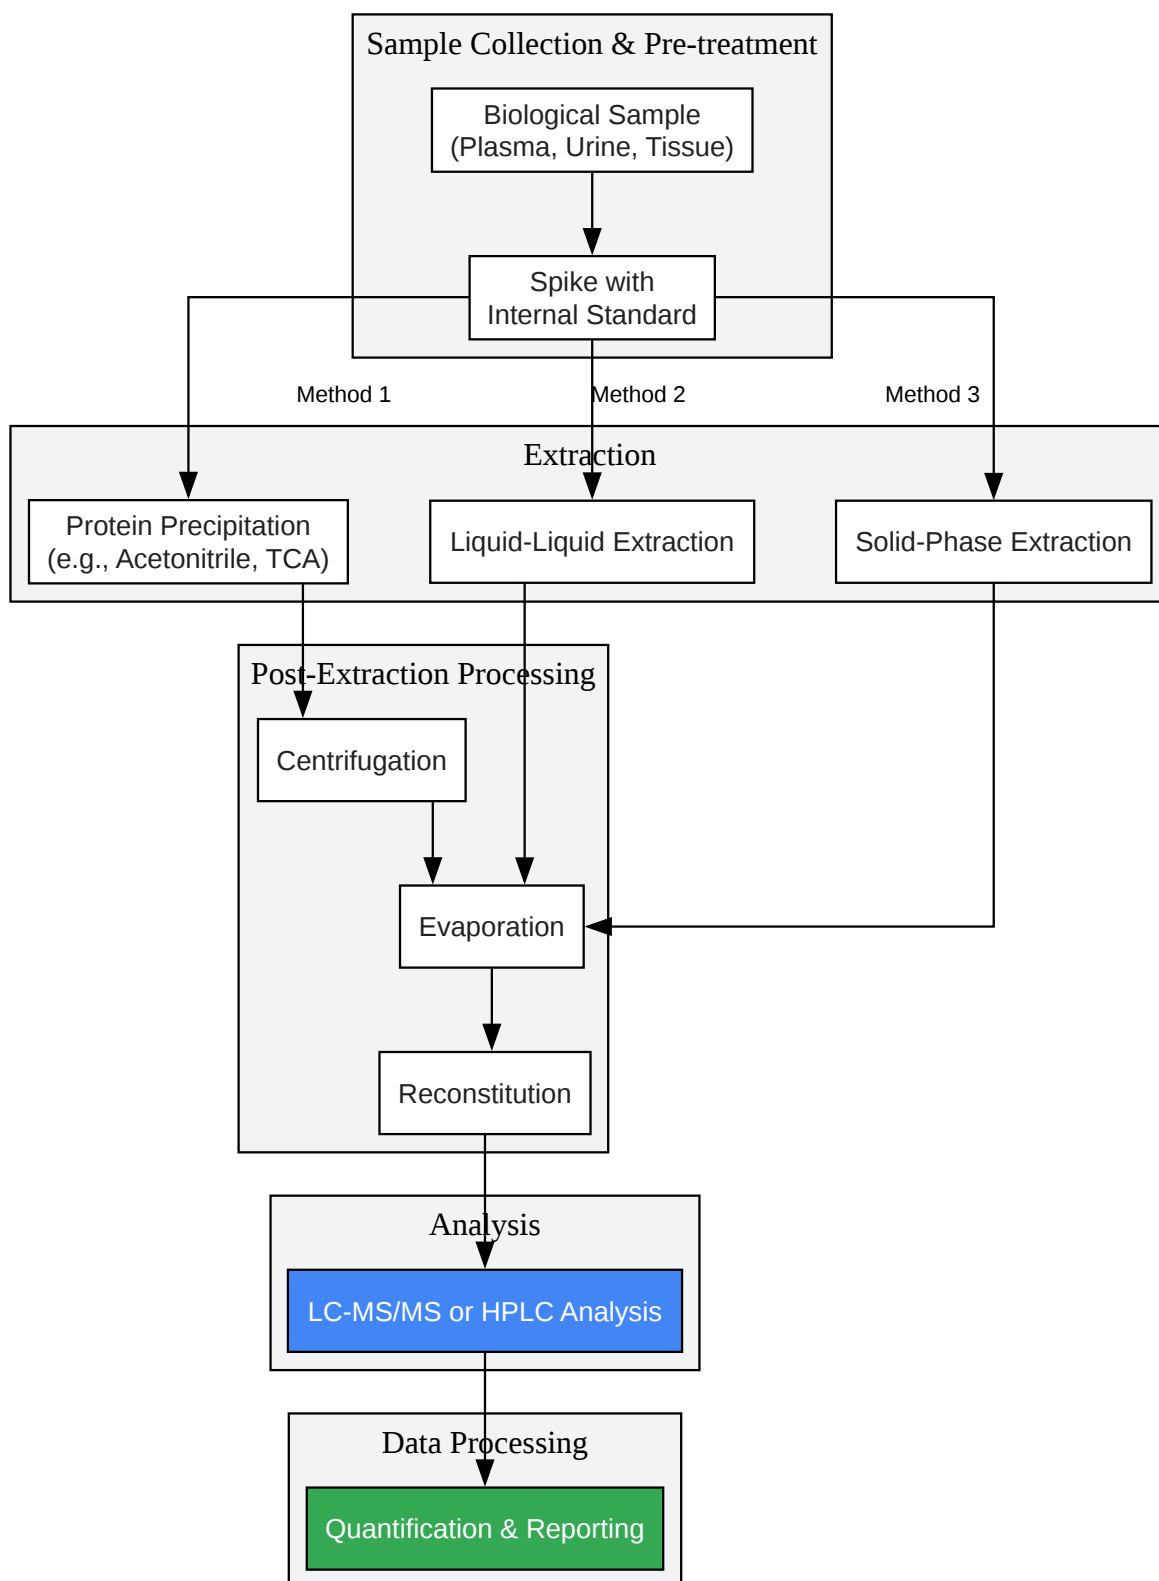 Sample Collection & Pre-treatment
Biological Sample
(Plasma, Urine, Tissue)
Spike with
Internal Standard
Method 1
Method 2
Method 3
Extraction
Protein Precipitation
(e.g., Acetonitrile, TCA)
Liquid-Liquid Extraction
Solid-Phase Extraction
Post-Extraction Processing
Centrifugation
Evaporation
Reconstitution
Analysis
LC-MS/MS or HPLC Analysis
Data Processing
Quantification & Reporting